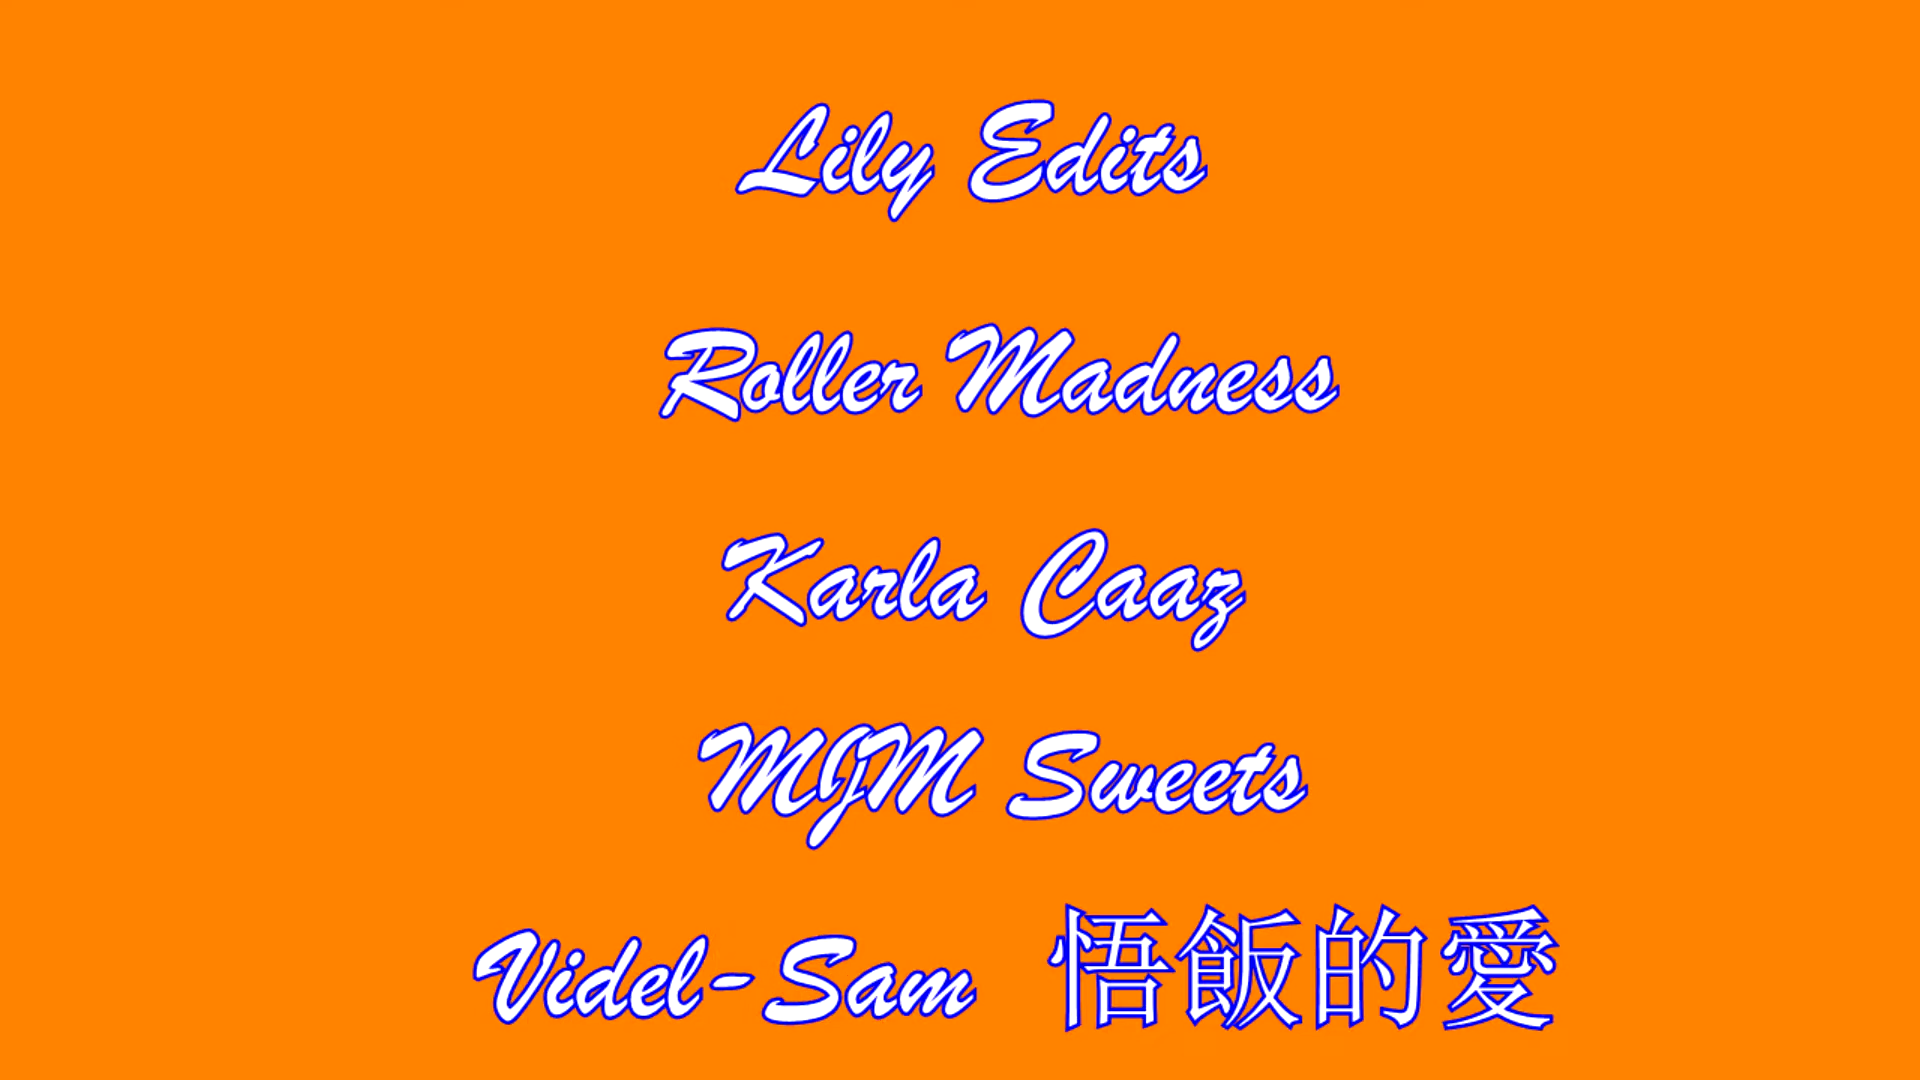 Lily Edits
Roller Madness
Karla Caaz
MJM Sweets
Videl-Sam 悟飯的愛